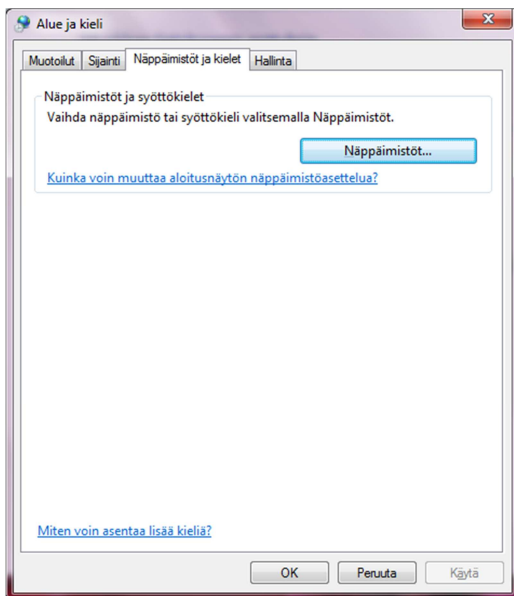 Alue ja kieli
Muotoilut Sijainti Näppäimistöt ja kielet Hallinta
Näppäimistöt ja syöttökielet
Vaihda näppäimistö tai syöttökieli valitsemalla Näppäimistöt.
Näppäimistöt...
Kuinka voin muuttaa aloitusnäytön näppäimistöasettelua?
Miten voin asentaa lisää kieliä?
OK Peruuta Käytä